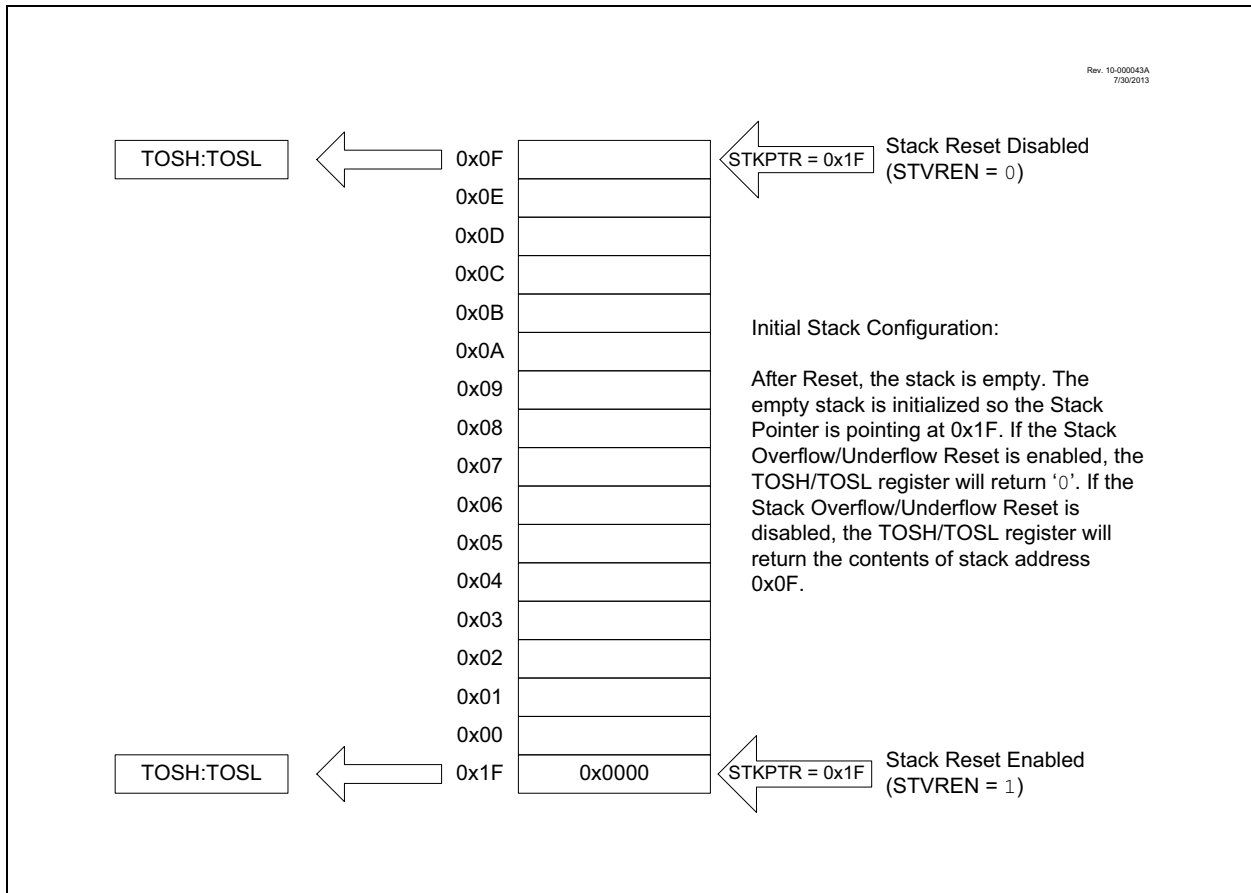 Rev. 10-000043A
7/30/2013
TOSH:TOSL
0x0F
STKPTR = 0x1F
Stack Reset Disabled
(STVREN = 0)
0x0E
0x0D
0x0C
0x0B
0x0A
0x09
0x08
0x07
0x06
0x05
0x04
0x03
0x02
0x01
0x00
Initial Stack Configuration:
After Reset, the stack is empty. The
empty stack is initialized so the Stack
Pointer is pointing at 0x1F. If the Stack
Overflow/Underflow Reset is enabled, the
TOSH/TOSL register will return ‘0’. If the
Stack Overflow/Underflow Reset is
disabled, the TOSH/TOSL register will
return the contents of stack address
0x0F.
TOSH:TOSL
0x1F
0x0000
STKPTR = 0x1F
Stack Reset Enabled
(STVREN = 1)